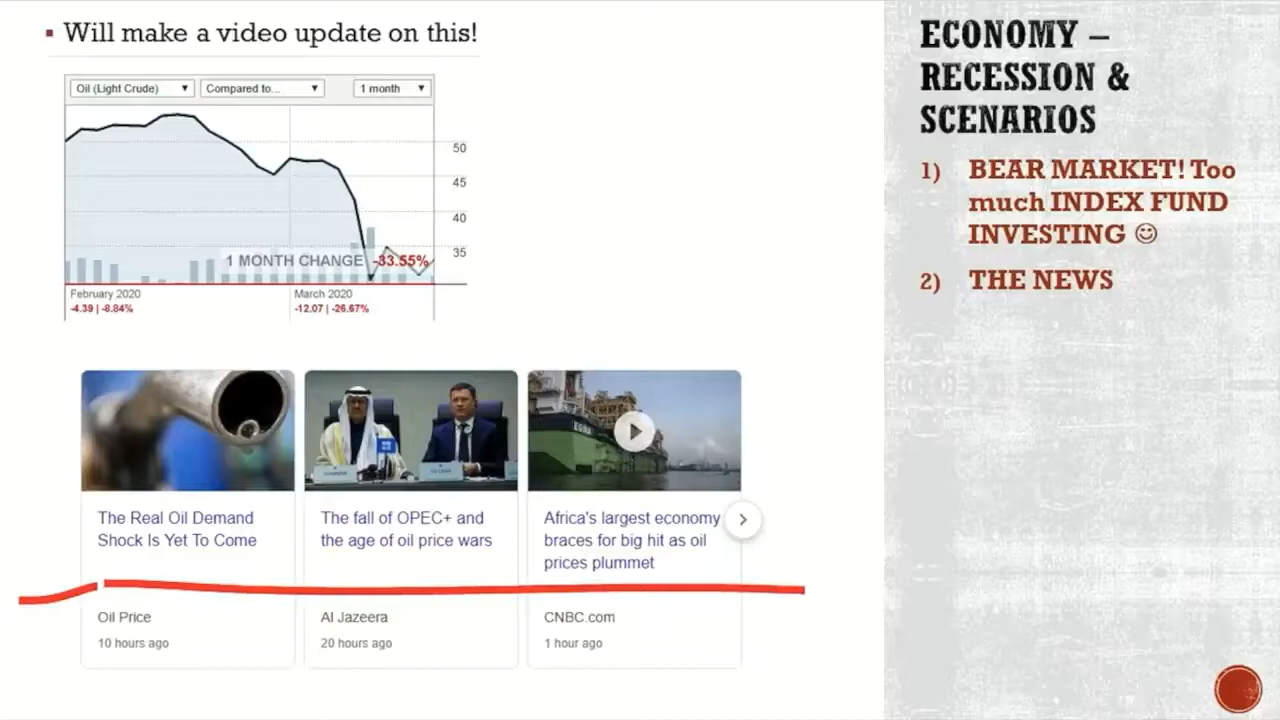 ▪ Will make a video update on this!
Oil (Light Crude) ▼ Compared to... ▼ 1 month ▼
50
45
40
35
1 MONTH CHANGE -33.55%
February 2020 March 2020
-4.39 | -8.84% -12.07 | -26.67%
EGINA
The Real Oil Demand
Shock Is Yet To Come
The fall of OPEC+ and
the age of oil price wars
Africa's largest economy
braces for big hit as oil
prices plummet
Oil Price
10 hours ago
Al Jazeera
20 hours ago
CNBC.com
1 hour ago
ECONOMY –
RECESSION &
SCENARIOS
1) BEAR MARKET! Too
much INDEX FUND
INVESTING ☺
2) THE NEWS